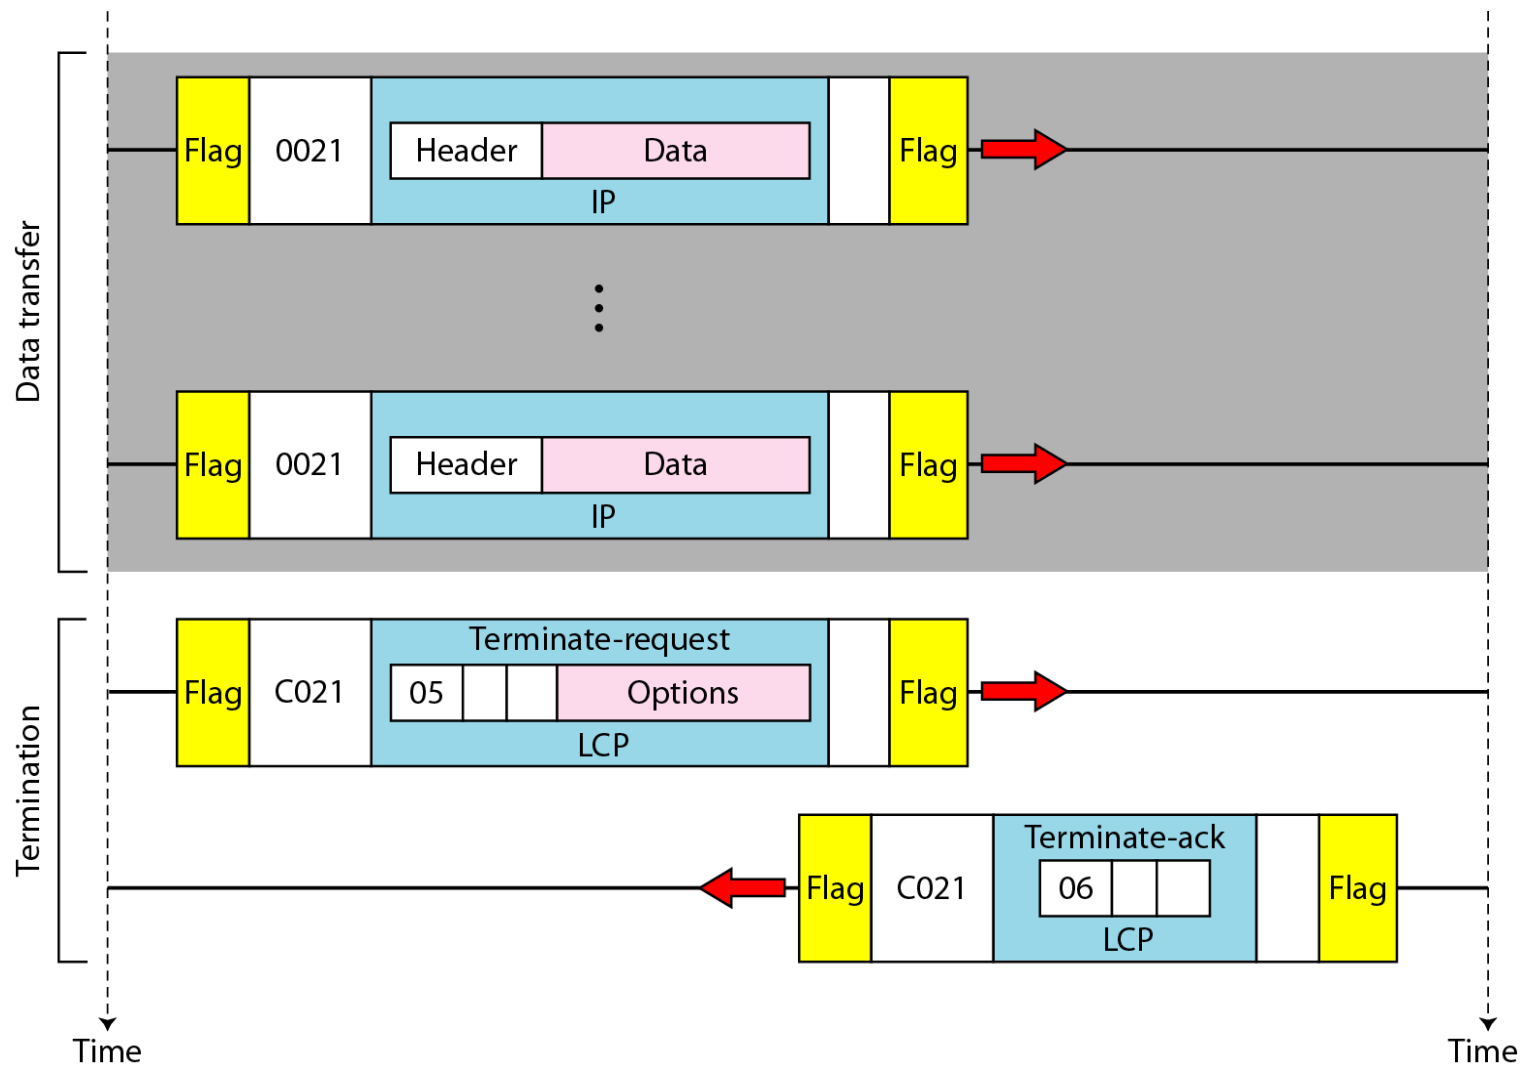 Data transfer
Flag 0021 Header Data Flag
IP
Flag 0021 Header Data Flag
IP
Termination
Terminate-request
Flag C021 05 Options Flag
LCP
Terminate-ack
Flag C021 06 Flag
LCP
Time Time